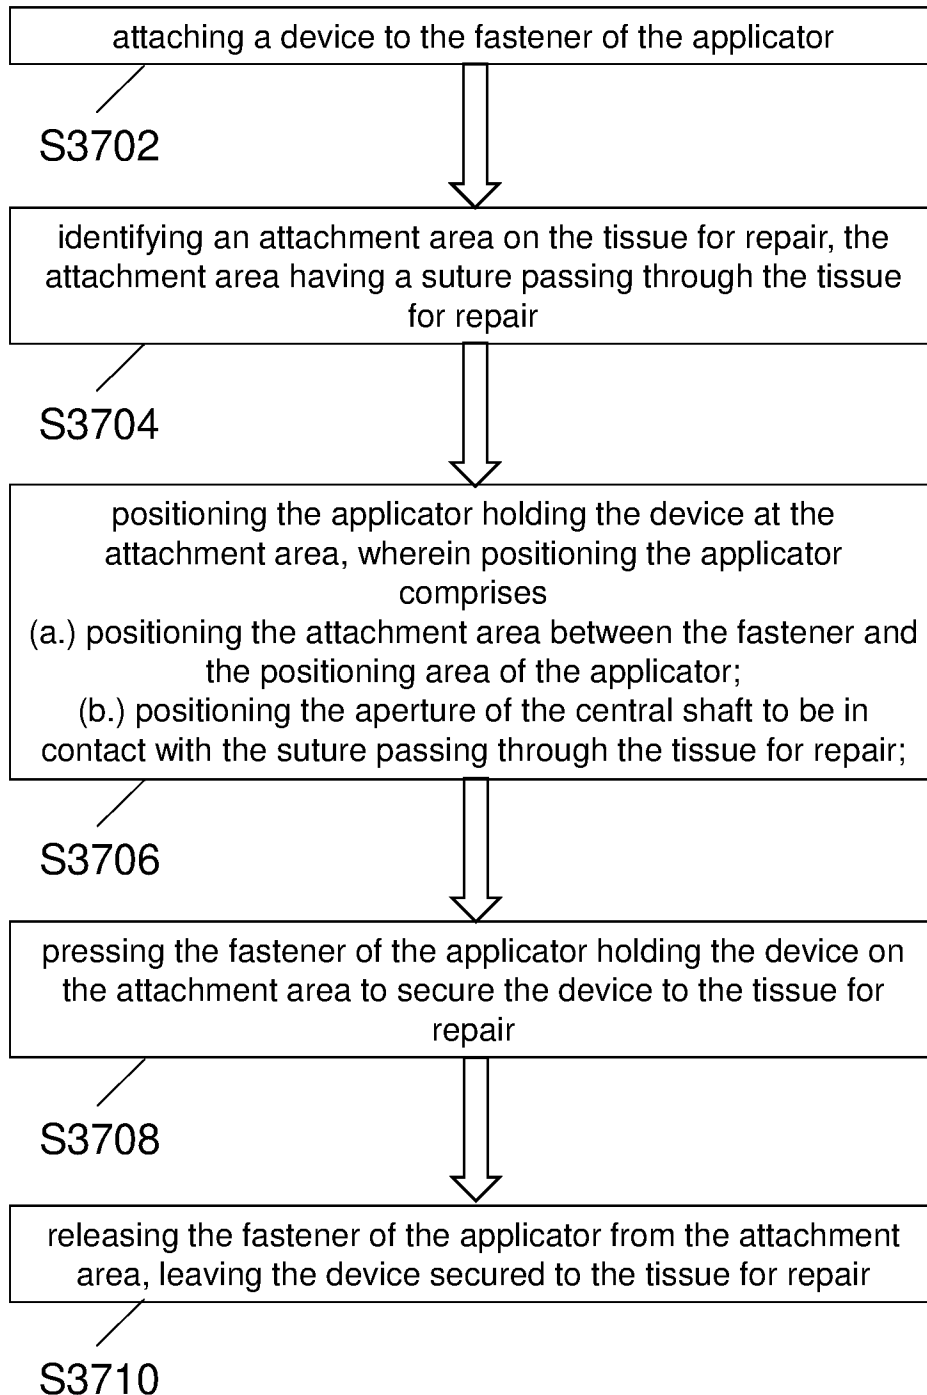 attaching a device to the fastener of the applicator
S3702
identifying an attachment area on the tissue for repair, the
attachment area having a suture passing through the tissue
for repair
S3704
positioning the applicator holding the device at the
attachment area, wherein positioning the applicator
comprises
(a.) positioning the attachment area between the fastener and
the positioning area of the applicator;
(b.) positioning the aperture of the central shaft to be in
contact with the suture passing through the tissue for repair;
S3706
pressing the fastener of the applicator holding the device on
the attachment area to secure the device to the tissue for
repair
S3708
releasing the fastener of the applicator from the attachment
area, leaving the device secured to the tissue for repair
S3710